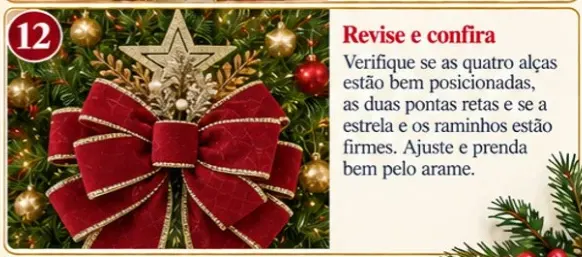 12
Revise e confira
Verifique se as quatro alças
estão bem posicionadas,
as duas pontas retas e se a
estrela e os raminhos estão
firmes. Ajuste e prenda
bem pelo arame.